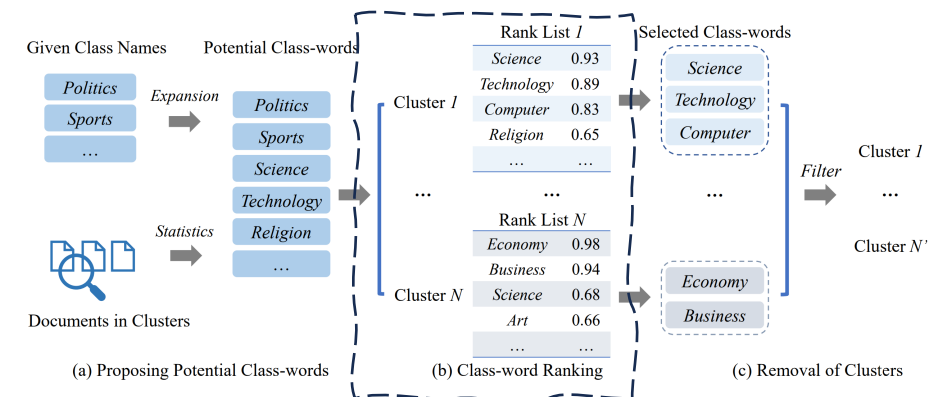 Given Class Names
Politics
Sports
...
Expansion
Documents in Clusters
Statistics
Potential Class-words
Politics
Sports
Science
Technology
Religion
...
(a) Proposing Potential Class-words
Cluster 1
...
Cluster N
Rank List 1
Science 0.93
Technology 0.89
Computer 0.83
Religion 0.65
... ...
...
Rank List N
Economy 0.98
Business 0.94
Science 0.68
Art 0.66
... ...
(b) Class-word Ranking
Selected Class-words
Science
Technology
Computer
...
Economy
Business
Filter
Cluster 1
...
Cluster N'
(c) Removal of Clusters